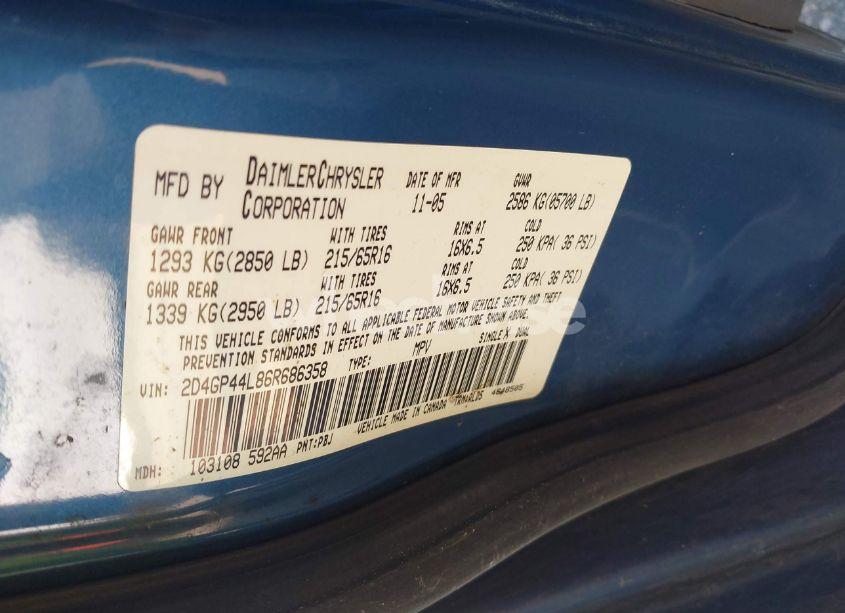 MFD BY DAIMLERCHRYSLER CORPORATION DATE OF MFR 11-05 GVWR 2586 KG(05700 LB)
GAWR FRONT WITH TIRES RIMS AT COLD
1293 KG(2850 LB) 215/65R16 16X6.5 250 KPA( 36 PSI)
GAWR REAR WITH TIRES RIMS AT COLD
1339 KG(2950 LB) 215/65R16 16X6.5 250 KPA( 36 PSI)
THIS VEHICLE CONFORMS TO ALL APPLICABLE FEDERAL MOTOR VEHICLE SAFETY AND THEFT
PREVENTION STANDARDS IN EFFECT ON THE DATE OF MANUFACTURE SHOWN ABOVE.
VIN: 2D4GP44L86R686358 TYPE: MPV SINGLE X DUAL
VEHICLE MADE IN CANADA
MDH: 103108 592AA PNT:PBJ